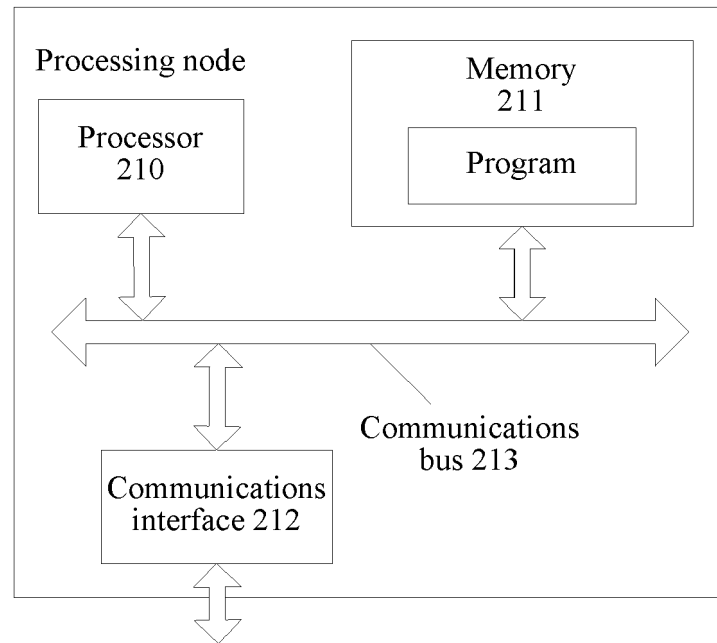 Processing node
Processor
210
Memory
211
Program
Communications
bus 213
Communications
interface 212